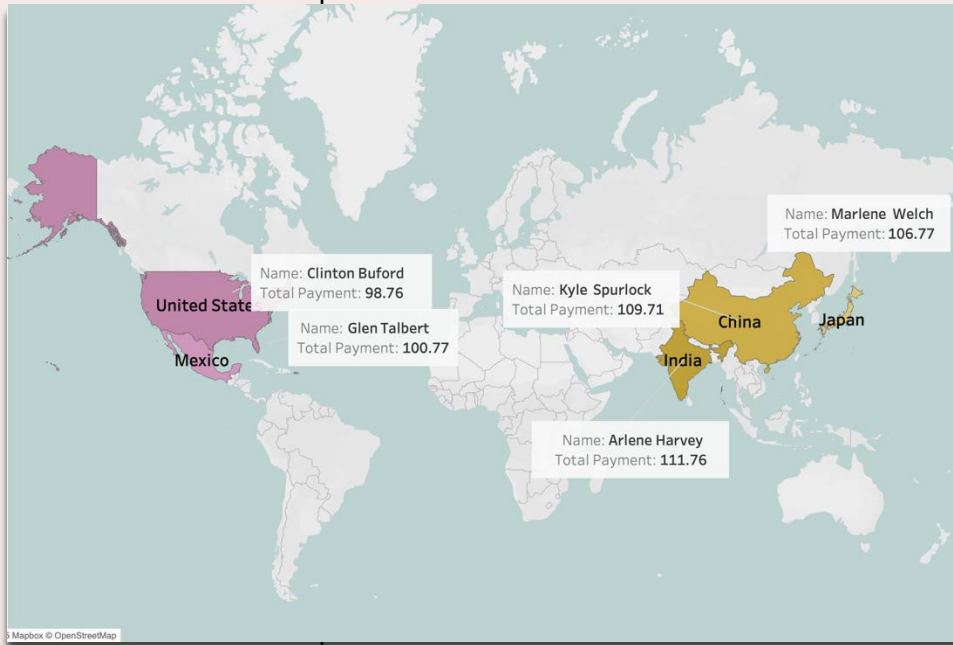 Name: Marlene Welch
Total Payment: 106.77
Name: Clinton Buford
Total Payment: 98.76
Name: Kyle Spurlock
Total Payment: 109.71
United States
Name: Glen Talbert
Total Payment: 100.77
China
Japan
Mexico
India
Name: Arlene Harvey
Total Payment: 111.76
Mapbox © OpenStreetMap